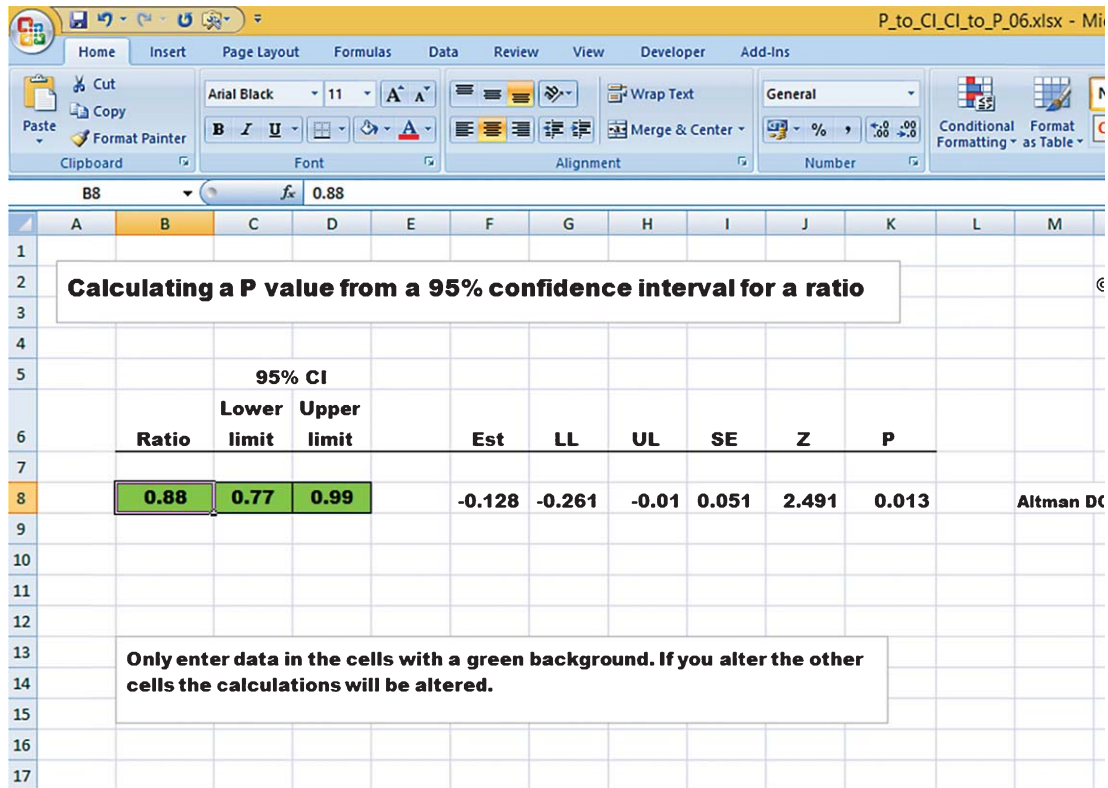 P_to_CI_CI_to_P_06.xlsx - Mi
Home Insert Page Layout Formulas Data Review View Developer Add-Ins
Paste
Cut
Copy
Format Painter
Clipboard
Arial Black 11 A A
B I U A
Font
Wrap Text
Merge & Center
Alignment
General
% , .0 .00 .00 .0
Number
Conditional Formatting
Format as Table
B8 fx 0.88
A B C D E F G H I J K L M
1
2 Calculating a P value from a 95% confidence interval for a ratio
3
4
5 95% CI
Lower Upper
6 Ratio limit limit Est LL UL SE Z P
7
8 0.88 0.77 0.99 -0.128 -0.261 -0.01 0.051 2.491 0.013 Altman DG
9
10
11
12
13 Only enter data in the cells with a green background. If you alter the other
14 cells the calculations will be altered.
15
16
17